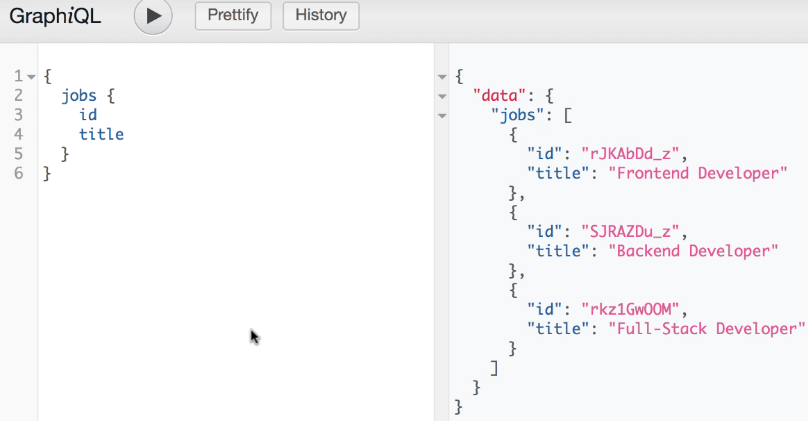 GraphiQL Prettify History
1 {
2   jobs {
3     id
4     title
5   }
6 }
{
  "data": {
    "jobs": [
      {
        "id": "rJKAbDd_z",
        "title": "Frontend Developer"
      },
      {
        "id": "SJRAZDu_z",
        "title": "Backend Developer"
      },
      {
        "id": "rkz1GwOOM",
        "title": "Full-Stack Developer"
      }
    ]
  }
}